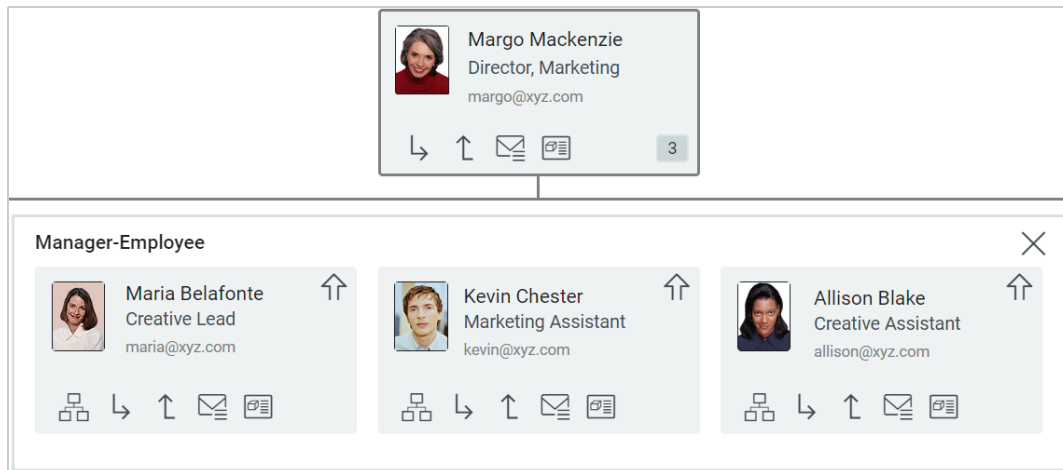 Margo Mackenzie
Director, Marketing
margo@xyz.com
3
Manager-Employee
Maria Belafonte
Creative Lead
maria@xyz.com
Kevin Chester
Marketing Assistant
kevin@xyz.com
Allison Blake
Creative Assistant
allison@xyz.com